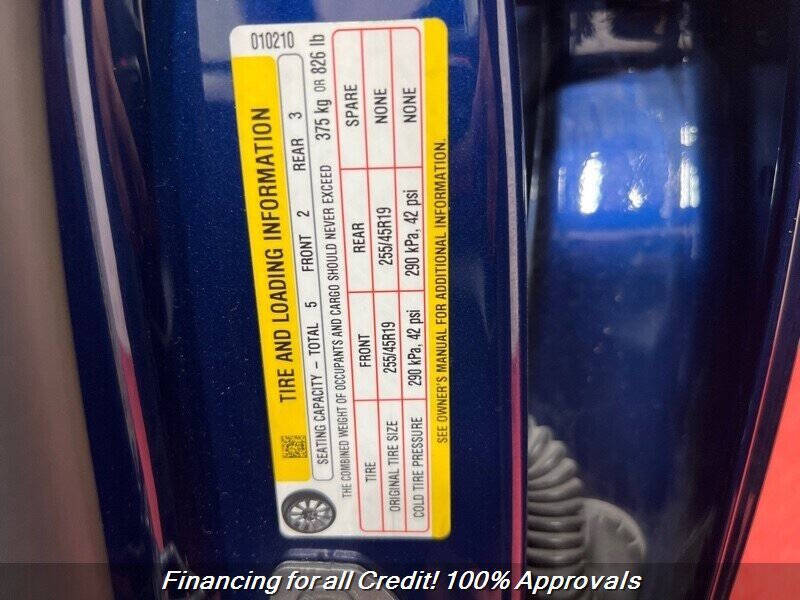 010210
TIRE AND LOADING INFORMATION
SEATING CAPACITY – TOTAL 5 FRONT 2 REAR 3
THE COMBINED WEIGHT OF OCCUPANTS AND CARGO SHOULD NEVER EXCEED 375 kg OR 826 lb
TIRE FRONT REAR SPARE
ORIGINAL TIRE SIZE 255/45R19 255/45R19 NONE
COLD TIRE PRESSURE 290 kPa, 42 psi 290 kPa, 42 psi NONE
SEE OWNER'S MANUAL FOR ADDITIONAL INFORMATION.
Financing for all Credit! 100% Approvals